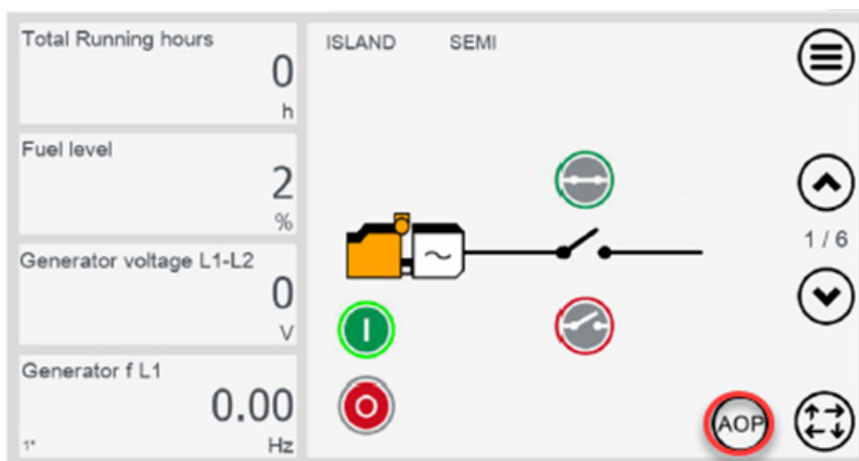 Total Running hours
0
h
Fuel level
2
%
Generator voltage L1-L2
0
V
Generator f L1
0.00
1*
Hz
ISLAND SEMI
I
O
1 / 6
AOP